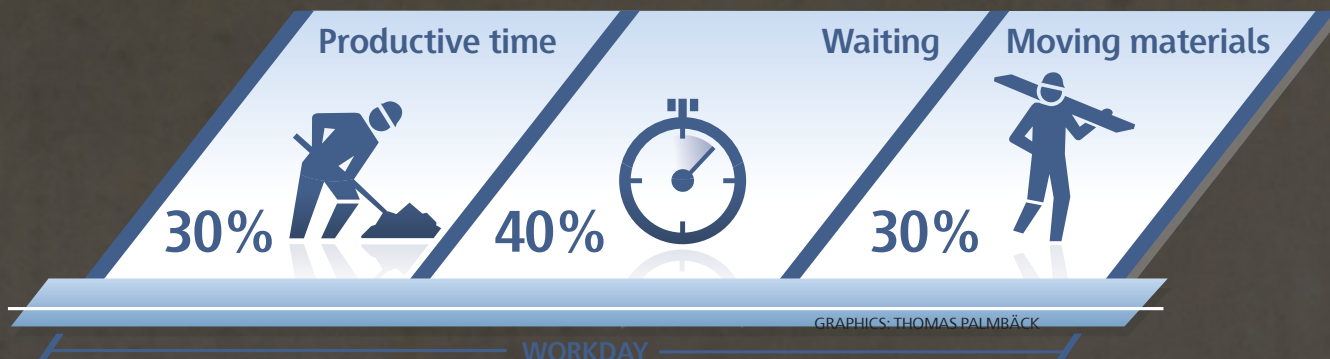 Productive time
Waiting
Moving materials
30%
40%
30%
GRAPHICS: THOMAS PALMBÄCK
WORKDAY